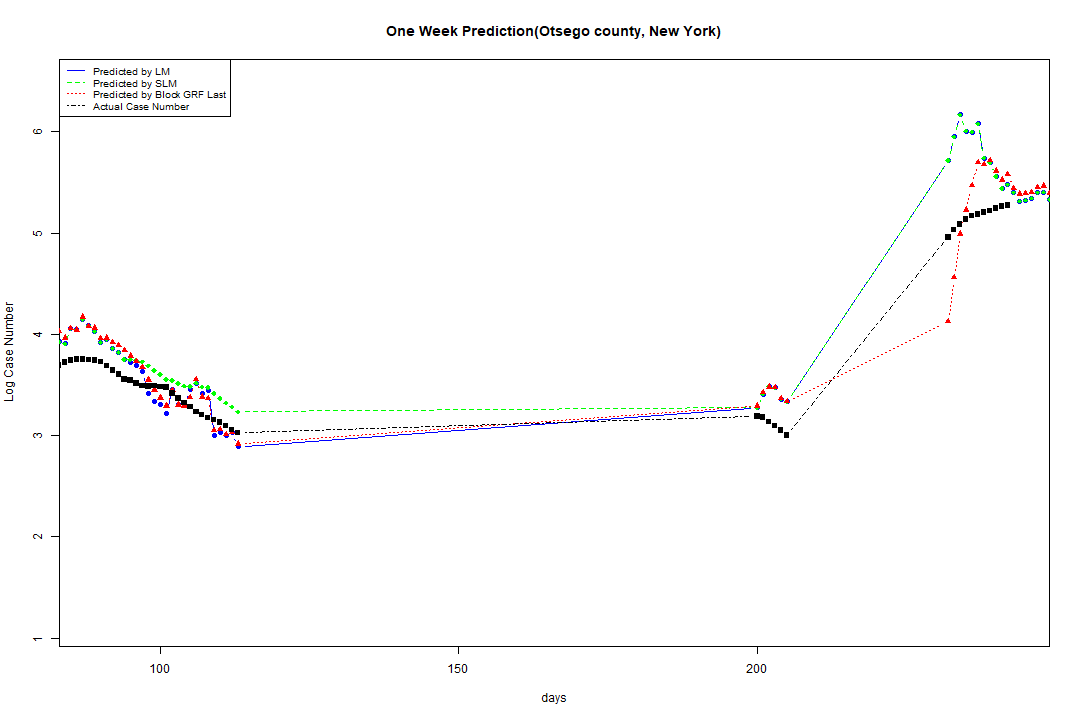 One Week Prediction(Otsego county, New York)
Predicted by LM
Predicted by SLM
Predicted by Block GRF Last
Actual Case Number
6
5
4
3
2
1
Log Case Number
100 150 200
days